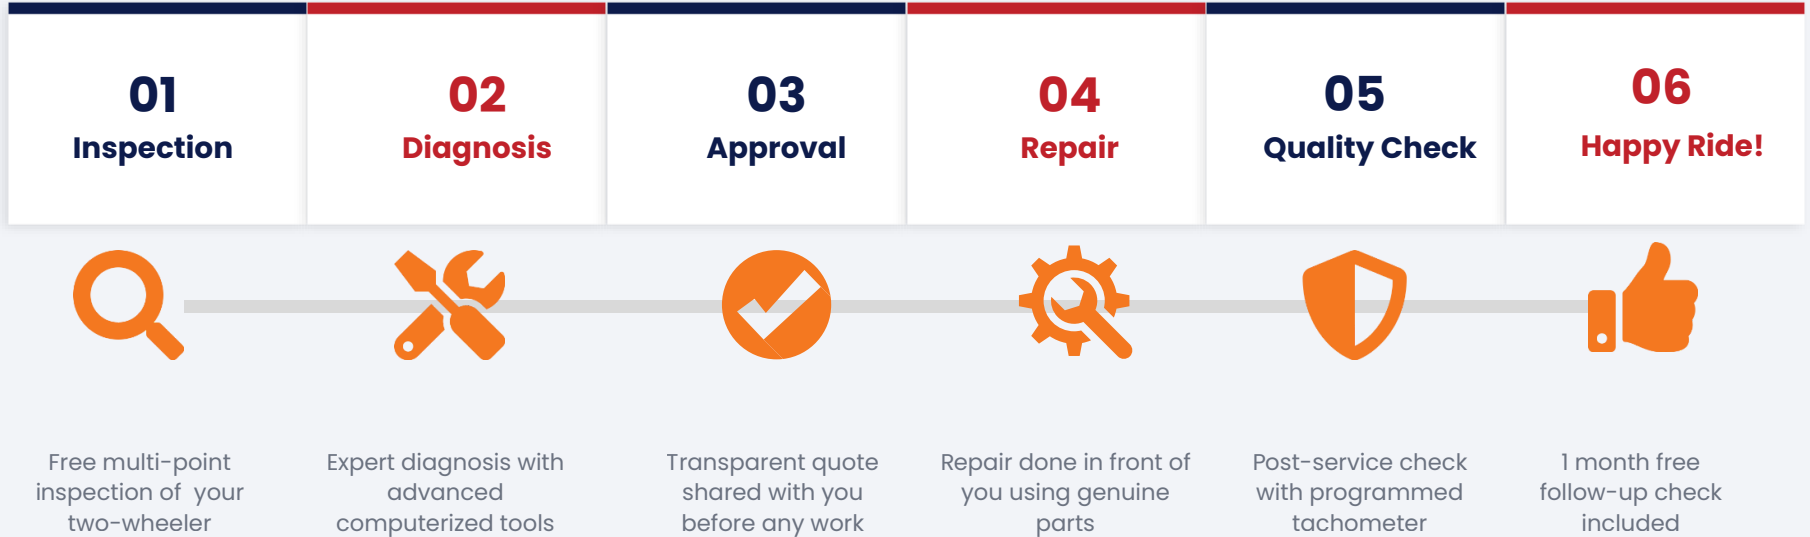 01
Inspection
02
Diagnosis
03
Approval
04
Repair
05
Quality Check
06
Happy Ride!
Free multi-point
inspection of  your
two-wheeler
Expert diagnosis with
advanced
computerized tools
Transparent quote
shared with you
before any work
Repair done in front of
you using genuine
parts
Post-service check
with programmed
tachometer
1 month free
follow-up check
included